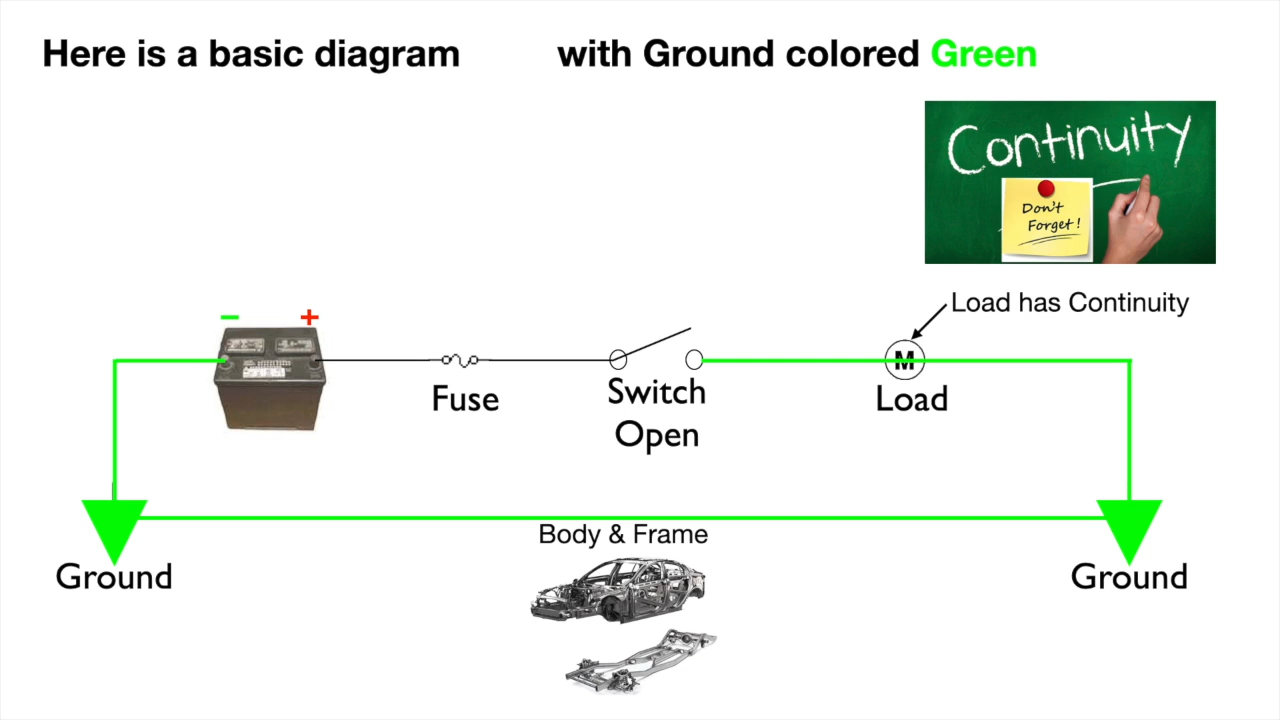 Here is a basic diagram with Ground colored Green
Continuity
Don't
Forget!
Load has Continuity
− +
M
Fuse
Switch
Open
Load
Body & Frame
Ground
Ground